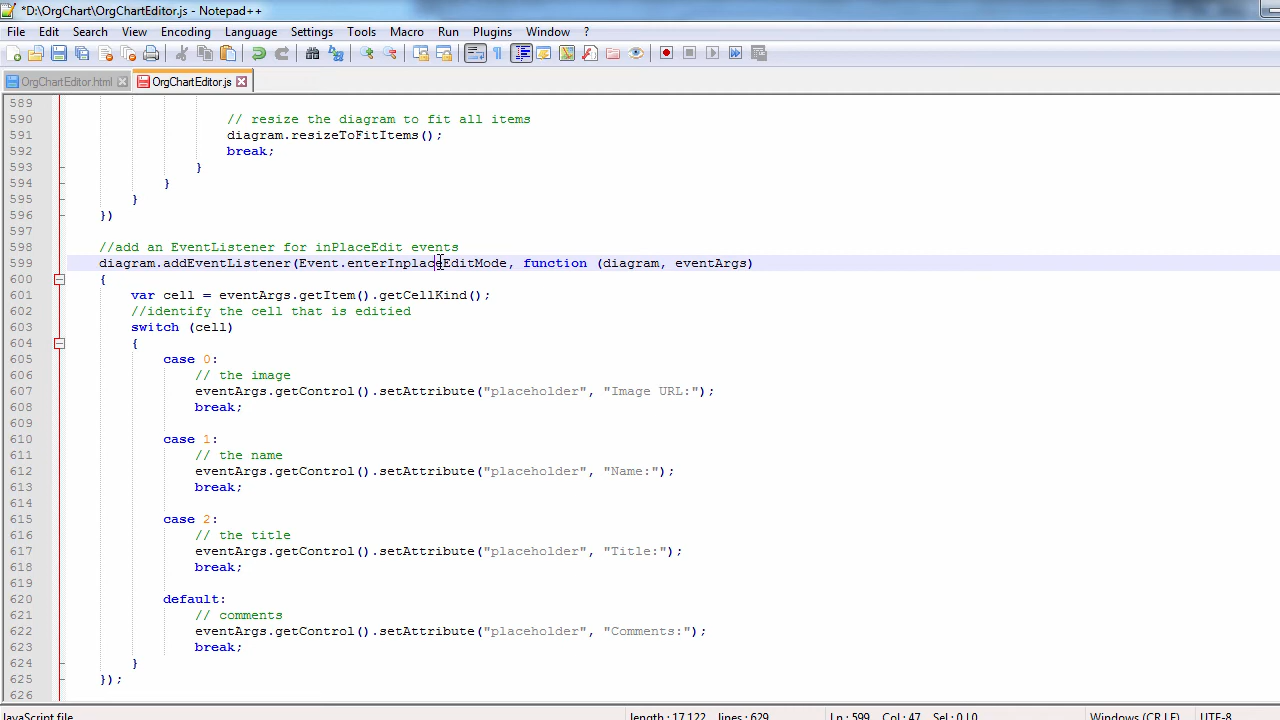 *D:\OrgChart\OrgChartEditor.js - Notepad++
File Edit Search View Encoding Language Settings Tools Macro Run Plugins Window ?
OrgChartEditor.html OrgChartEditor.js
589
590 // resize the diagram to fit all items
591 diagram.resizeToFitItems();
592 break;
593 }
594 }
595 }
596 })
597
598 //add an EventListener for inPlaceEdit events
599 diagram.addEventListener(Event.enterInplaceEditMode, function (diagram, eventArgs)
600 {
601 var cell = eventArgs.getItem().getCellKind();
602 //identify the cell that is editied
603 switch (cell)
604 {
605 case 0:
606 // the image
607 eventArgs.getControl().setAttribute("placeholder", "Image URL:");
608 break;
609
610 case 1:
611 // the name
612 eventArgs.getControl().setAttribute("placeholder", "Name:");
613 break;
614
615 case 2:
616 // the title
617 eventArgs.getControl().setAttribute("placeholder", "Title:");
618 break;
619
620 default:
621 // comments
622 eventArgs.getControl().setAttribute("placeholder", "Comments:");
623 break;
624 }
625 });
626
JavaScript file length : 17,122 lines : 629 Ln : 599 Col : 47 Sel : 0 | 0 Windows (CR LF) UTF-8